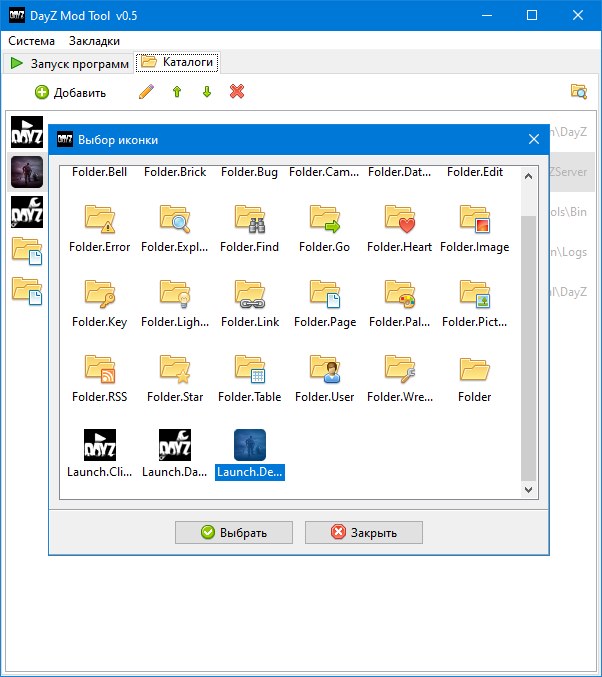 DayZ Mod Tool v0.5
Система Закладки
Запуск программ Каталоги
Добавить
Выбор иконки
n\DayZ
ZServer
ols\Bin
n\Logs
al\DayZ
Folder.Bell Folder.Brick Folder.Bug Folder.Cam... Folder.Dat... Folder.Edit
Folder.Error Folder.Expl... Folder.Find Folder.Go Folder.Heart Folder.Image
Folder.Key Folder.Ligh... Folder.Link Folder.Page Folder.Pal... Folder.Pict...
Folder.RSS Folder.Star Folder.Table Folder.User Folder.Wre... Folder
Launch.Cli... Launch.Da... Launch.De...
Выбрать Закрыть